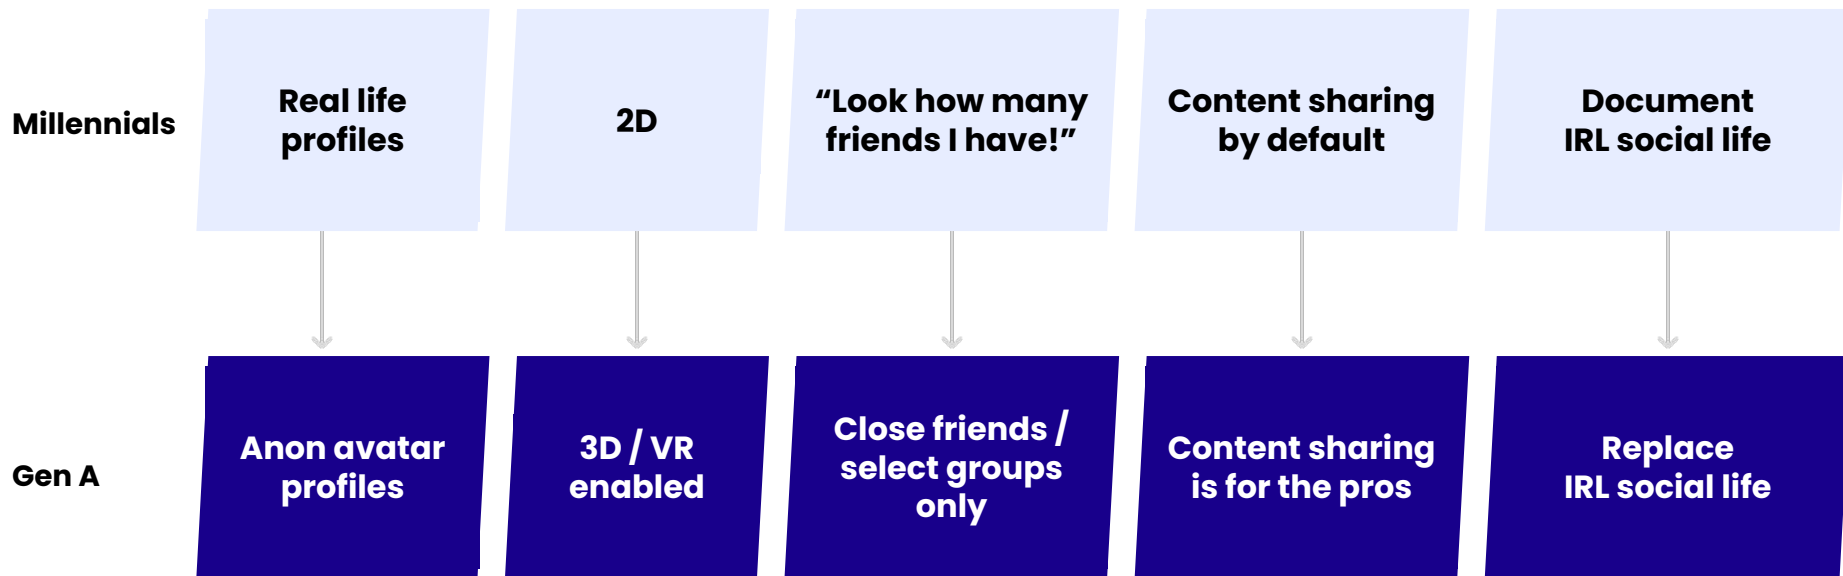 Millennials
Real life
profiles
2D
“Look how many
friends I have!”
Content sharing
by default
Document
IRL social life
Gen A
Anon avatar
profiles
3D / VR
enabled
Close friends /
select groups
only
Content sharing
is for the pros
Replace
IRL social life